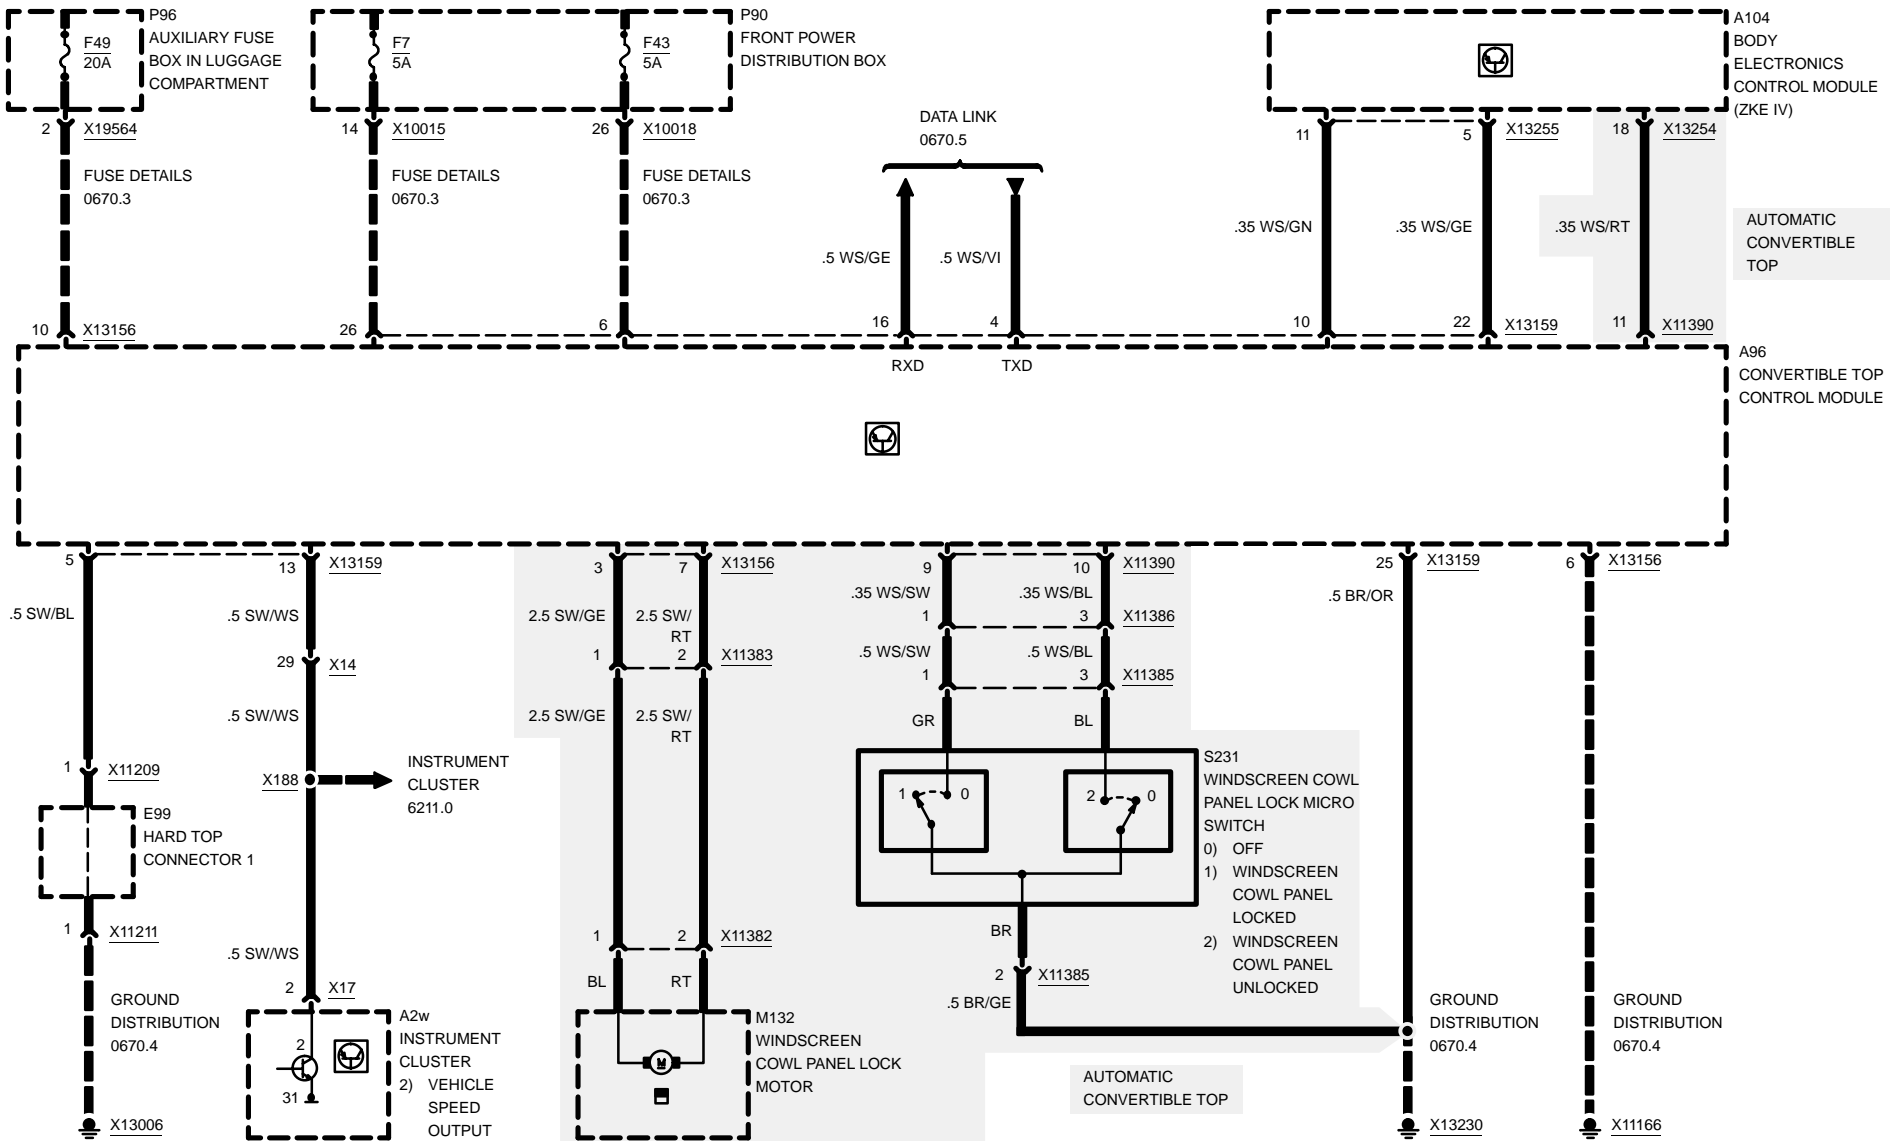 P96
AUXILIARY FUSE
BOX IN LUGGAGE
COMPARTMENT
F49
20A
F7
5A
F43
5A
P90
FRONT POWER
DISTRIBUTION BOX
A104
BODY
ELECTRONICS
CONTROL MODULE
(ZKE IV)
2 X19564
14 X10015
26 X10018
DATA LINK
0670.5
11
5 X13255
18 X13254
FUSE DETAILS
0670.3
FUSE DETAILS
0670.3
FUSE DETAILS
0670.3
.5 WS/GE
.5 WS/VI
.35 WS/GN
.35 WS/GE
.35 WS/RT
AUTOMATIC
CONVERTIBLE
TOP
10 X13156
26
6
16
4
10
22 X13159
11 X11390
RXD
TXD
A96
CONVERTIBLE TOP
CONTROL MODULE
5
13 X13159
3
7 X13156
9
10 X11390
25 X13159
6 X13156
.5 SW/BL
.5 SW/WS
2.5 SW/GE
2.5 SW/
RT
.35 WS/SW
.35 WS/BL
.5 BR/OR
1
3 X11386
29 X14
1
2 X11383
.5 WS/SW
.5 WS/BL
1
3 X11385
.5 SW/WS
2.5 SW/GE
2.5 SW/
RT
GR
BL
1 X11209
X188
INSTRUMENT
CLUSTER
6211.0
1
0
2
0
S231
WINDSCREEN COWL
PANEL LOCK MICRO
SWITCH
0) OFF
1) WINDSCREEN
COWL PANEL
LOCKED
2) WINDSCREEN
COWL PANEL
UNLOCKED
E99
HARD TOP
CONNECTOR 1
1 X11211
.5 SW/WS
2 X17
1
2 X11382
BL
RT
BR
2 X11385
.5 BR/GE
GROUND
DISTRIBUTION
0670.4
A2w
INSTRUMENT
CLUSTER
2) VEHICLE
SPEED
OUTPUT
2
31
M132
WINDSCREEN
COWL PANEL LOCK
MOTOR
M
AUTOMATIC
CONVERTIBLE TOP
GROUND
DISTRIBUTION
0670.4
GROUND
DISTRIBUTION
0670.4
X13006
X13230
X11166